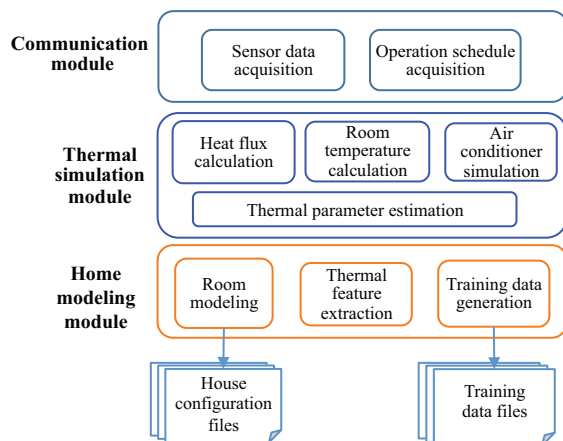 Communication
module
Sensor data
acquisition
Operation schedule
acquisition
Thermal
simulation
module
Heat flux
calculation
Room
temperature
calculation
Air
conditioner
simulation
Thermal parameter estimation
Home
modeling
module
Room
modeling
Thermal
feature
extraction
Training data
generation
House
configuration
files
Training
data files